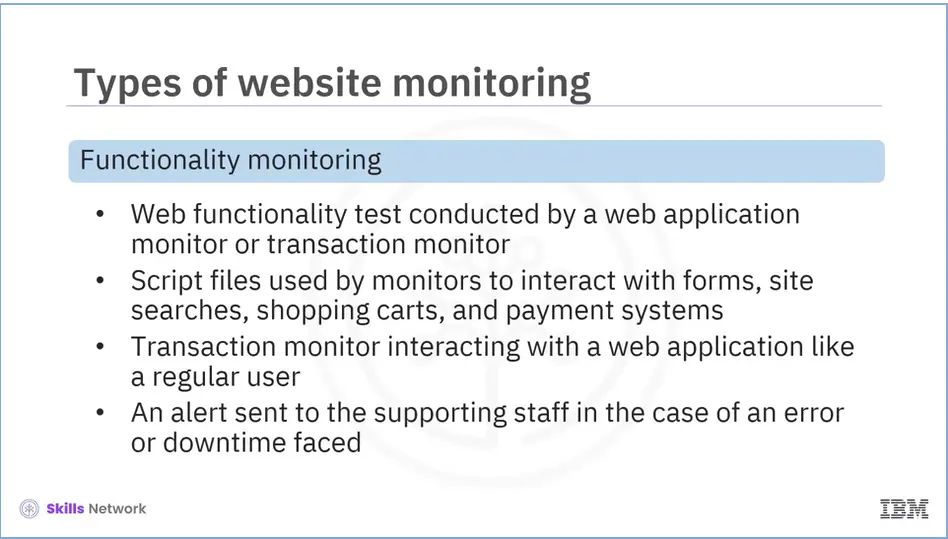 Types of website monitoring
Functionality monitoring
• Web functionality test conducted by a web application
monitor or transaction monitor
• Script files used by monitors to interact with forms, site
searches, shopping carts, and payment systems
• Transaction monitor interacting with a web application like
a regular user
• An alert sent to the supporting staff in the case of an error
or downtime faced
Skills Network
IBM